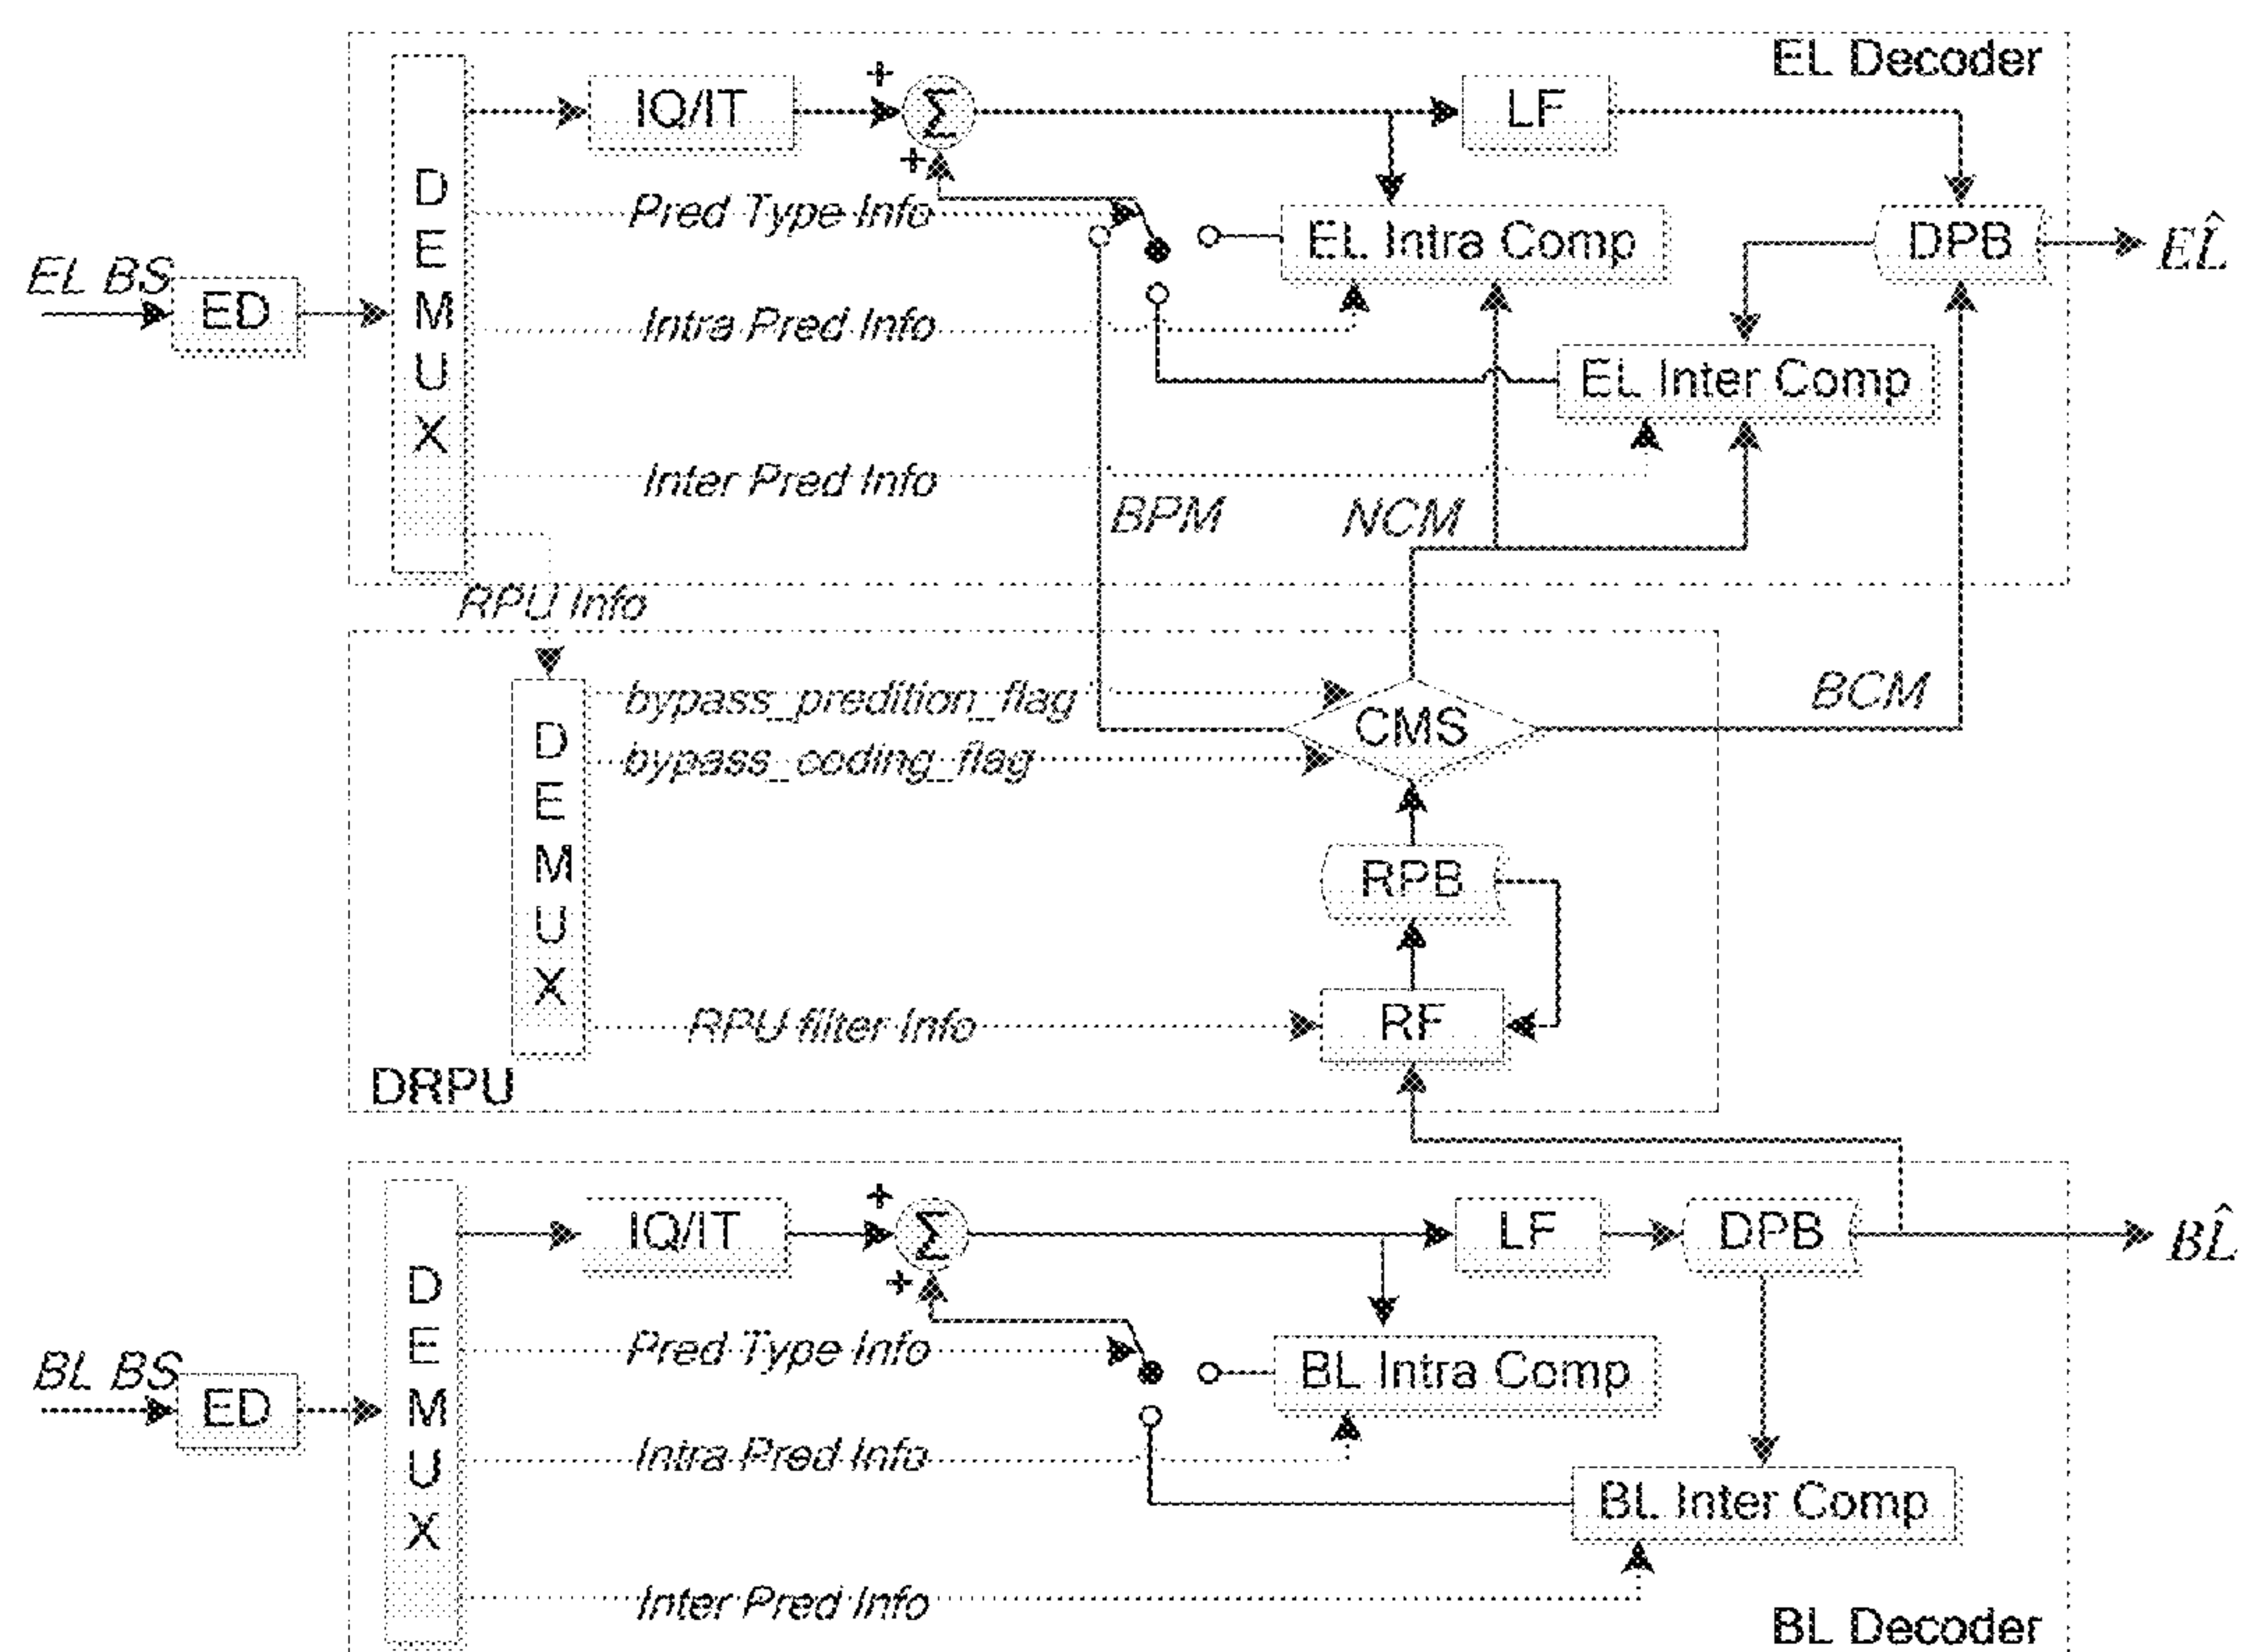 EL Decoder
IQ/IT
+
Σ
+
LF
DEMUX
Pred Type Info
EL Intra Comp
DPB
EL̂
EL BS
ED
Intra Pred Info
EL Inter Comp
Inter Pred Info
BPM
NCM
RPU Info
bypass_predition_flag
CMS
BCM
bypass_coding_flag
DEMUX
RPB
RPU filter Info
RF
DRPU
IQ/IT
+
Σ
+
LF
DPB
BL̂
DEMUX
Pred Type Info
BL Intra Comp
BL BS
ED
Intra Pred Info
BL Inter Comp
Inter Pred Info
BL Decoder